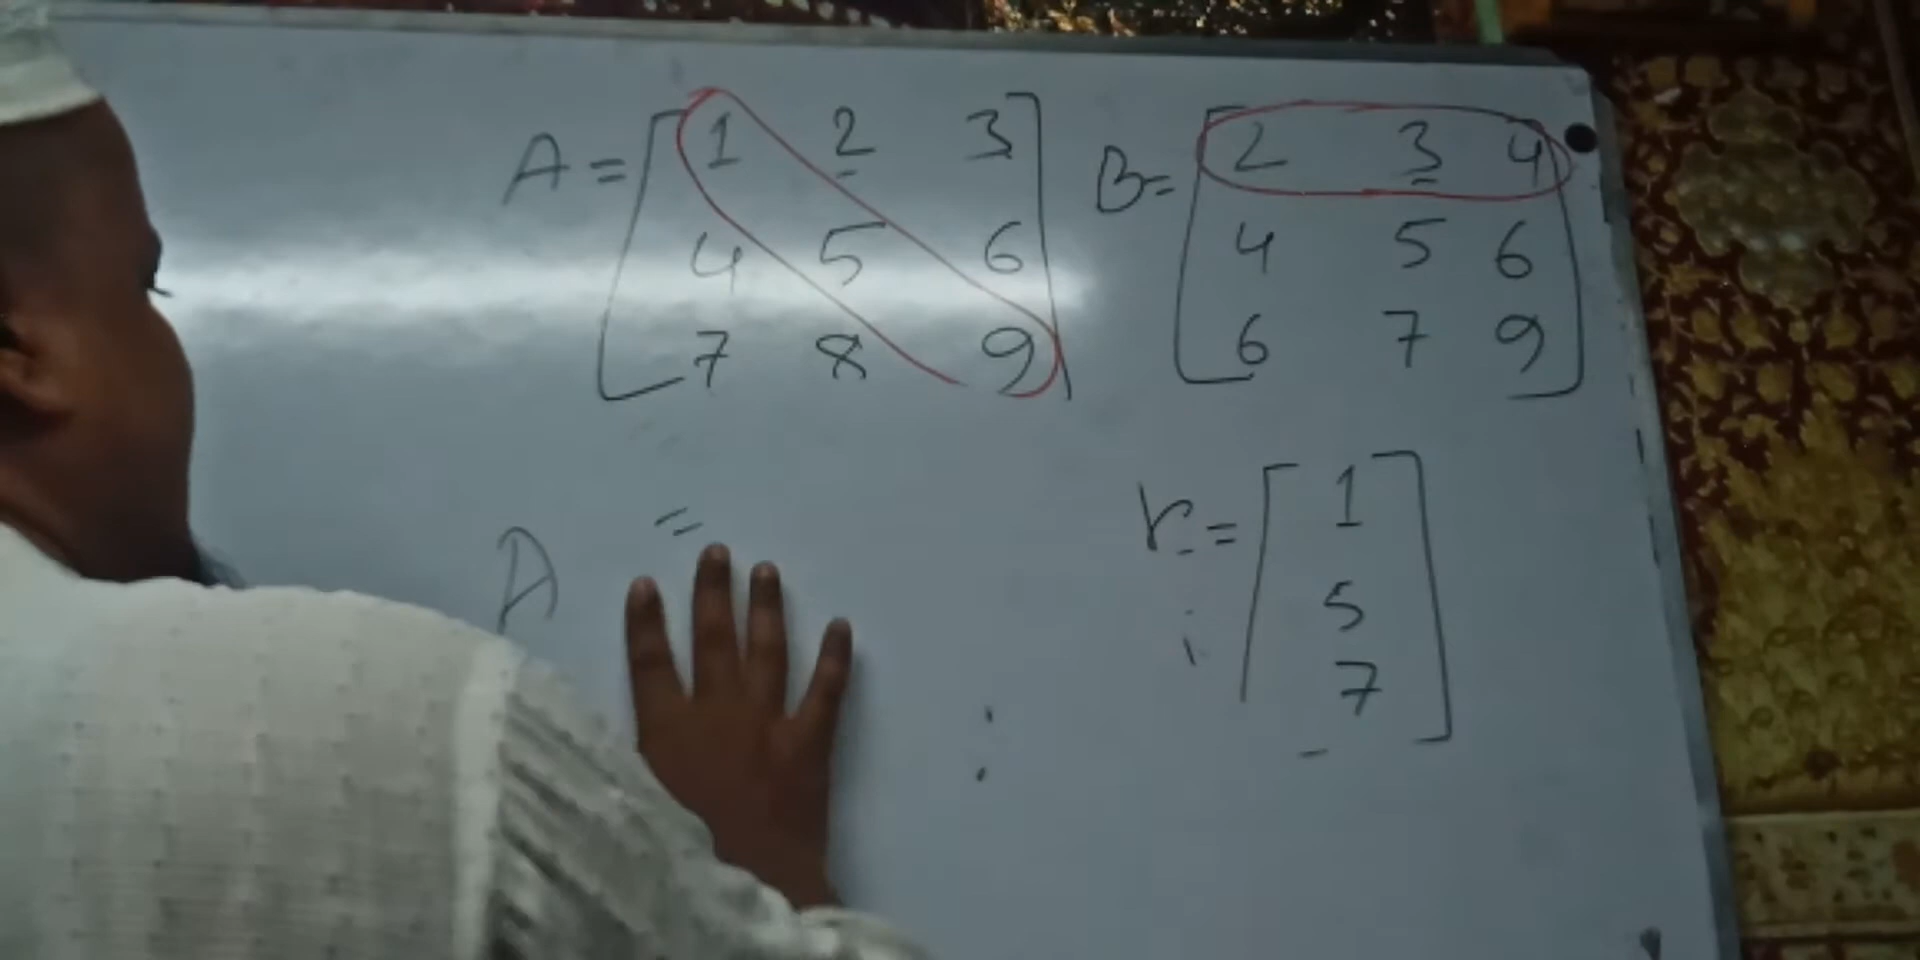 A = [ 1 2 3 ] B = [ 2 3 4 ]
4 5 6 4 5 6
7 8 9 6 7 9
A = r = [ 1 ]
5
7